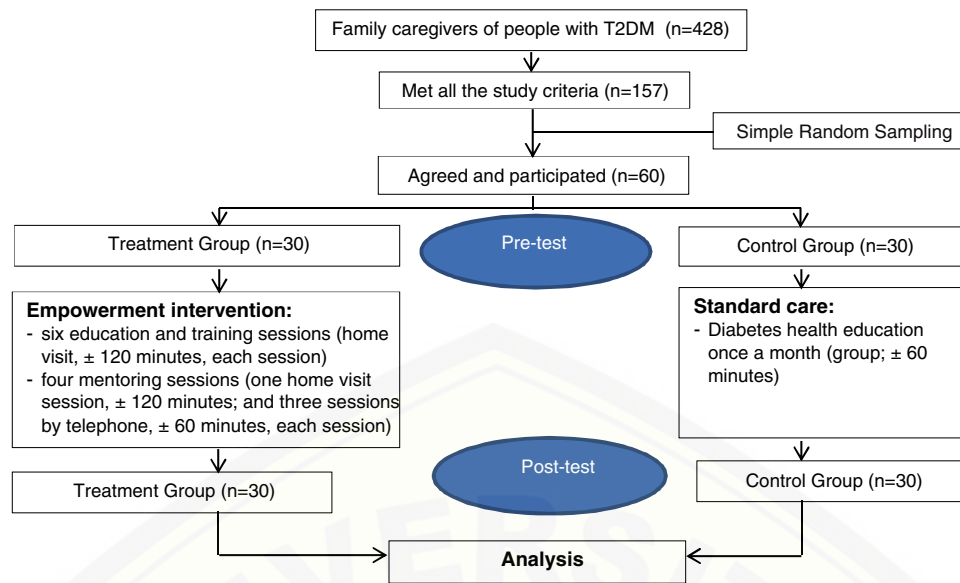 Family caregivers of people with T2DM (n=428)
Met all the study criteria (n=157)
Simple Random Sampling
Agreed and participated (n=60)
Treatment Group (n=30)
Pre-test
Control Group (n=30)
Empowerment intervention:
- six education and training sessions (home
visit, ± 120 minutes, each session)
- four mentoring sessions (one home visit
session, ± 120 minutes; and three sessions
by telephone, ± 60 minutes, each session)
Standard care:
- Diabetes health education
once a month (group; ± 60
minutes)
Post-test
Treatment Group (n=30)
Control Group (n=30)
Analysis